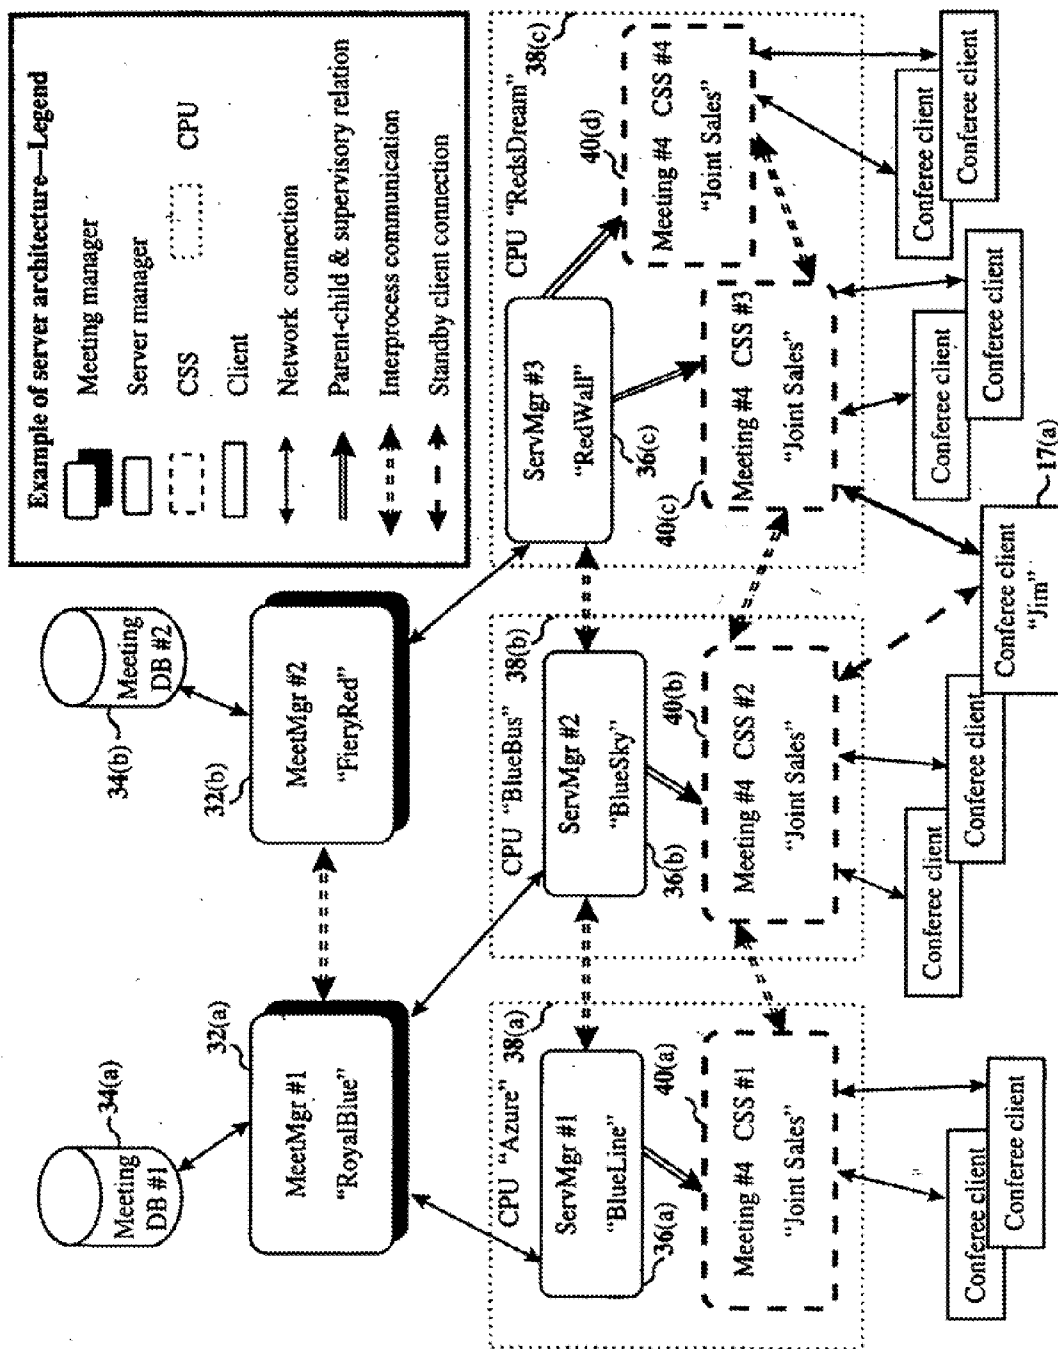 Example of server architecture—Legend
Meeting manager
Server manager
CSS
CPU
Client
Network connection
Parent-child & supervisory relation
Interprocess communication
Standby client connection
34(a)
Meeting
DB #1
34(b)
Meeting
DB #2
32(a)
MeetMgr #1
“RoyalBlue”
32(b)
MeetMgr #2
“FieryRed”
CPU “Azure”
38(a)
ServMgr #1
“BlueLine”
36(a)
40(a)
Meeting #4 CSS #1
“Joint Sales”
CPU “BlueBus”
38(b)
ServMgr #2
“BlueSky”
36(b)
40(b)
Meeting #4 CSS #2
“Joint Sales”
CPU “RedsDream”
38(c)
ServMgr #3
“RedWall”
36(c)
40(c)
Meeting #4 CSS #3
“Joint Sales”
40(d)
Meeting #4 CSS #4
“Joint Sales”
Conferee client
Conferee client
Conferee client
Conferee client
Conferee client
“Jim”
17(a)
Conferee client
Conferee client
Conferee client
Conferee client